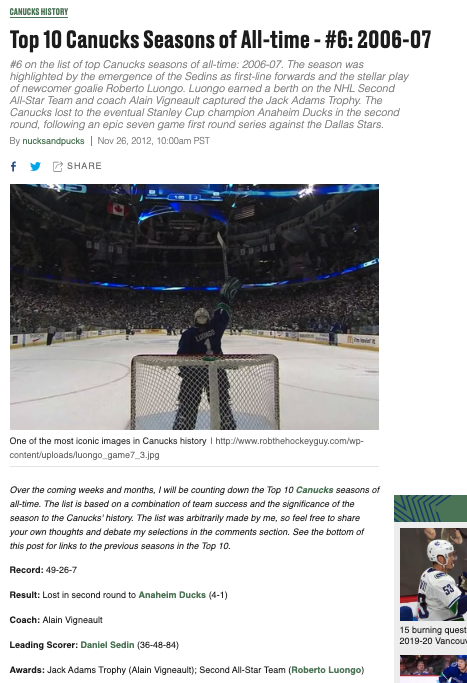 CANUCKS HISTORY
Top 10 Canucks Seasons of All-time - #6: 2006-07
#6 on the list of top Canucks seasons of all-time: 2006-07. The season was
highlighted by the emergence of the Sedins as first-line forwards and the stellar play
of newcomer goalie Roberto Luongo. Luongo earned a berth on the NHL Second
All-Star Team and coach Alain Vigneault captured the Jack Adams Trophy. The
Canucks lost to the eventual Stanley Cup champion Anaheim Ducks in the second
round, following an epic seven game first round series against the Dallas Stars.
By nucksandpucks | Nov 26, 2012, 10:00am PST
SHARE
LUONGO
One of the most iconic images in Canucks history | http://www.robthehockeyguy.com/wp-
content/uploads/luongo_game7_3.jpg
Over the coming weeks and months, I will be counting down the Top 10 Canucks seasons of
all-time. The list is based on a combination of team success and the significance of the
season to the Canucks' history. The list was arbitrarily made by me, so feel free to share
your own thoughts and debate my selections in the comments section. See the bottom of
this post for links to the previous seasons in the Top 10.
Record: 49-26-7
Result: Lost in second round to Anaheim Ducks (4-1)
Coach: Alain Vigneault
Leading Scorer: Daniel Sedin (36-48-84)
Awards: Jack Adams Trophy (Alain Vigneault); Second All-Star Team (Roberto Luongo)
53
15 burning quest
2019-20 Vancouv